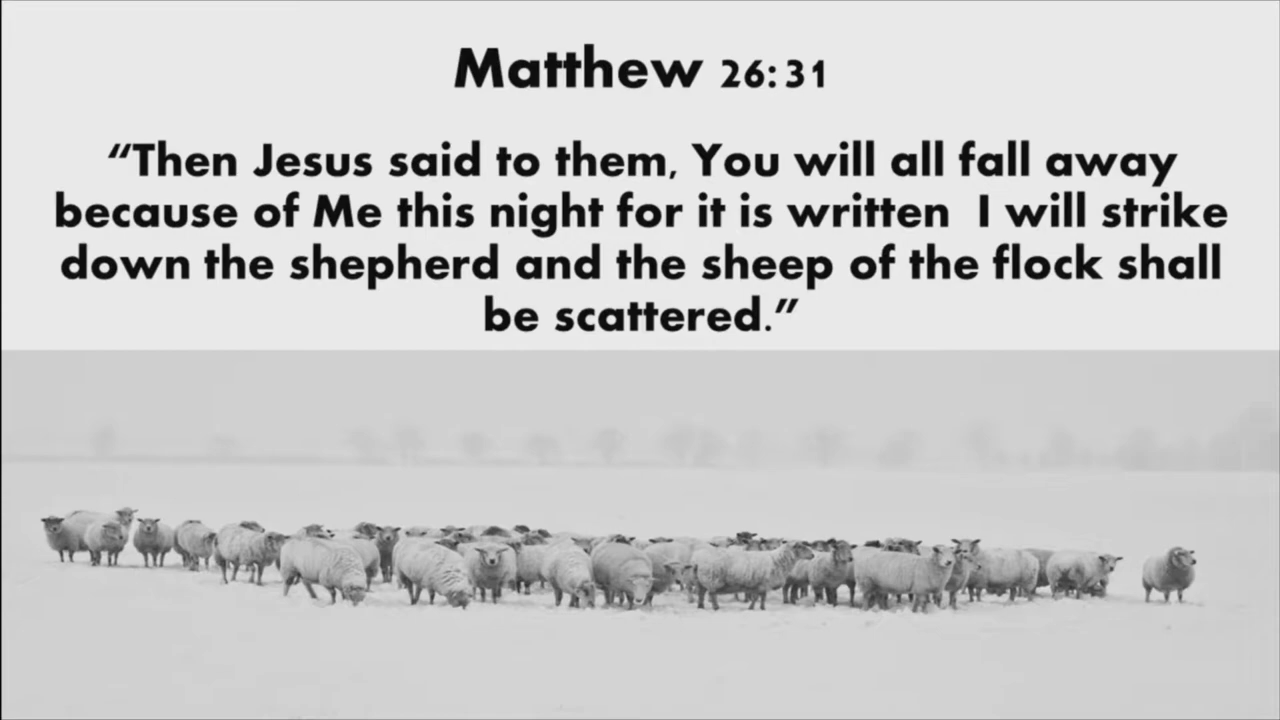 Matthew 26:31
“Then Jesus said to them, You will all fall away
because of Me this night for it is written  I will strike
down the shepherd and the sheep of the flock shall
be scattered.”